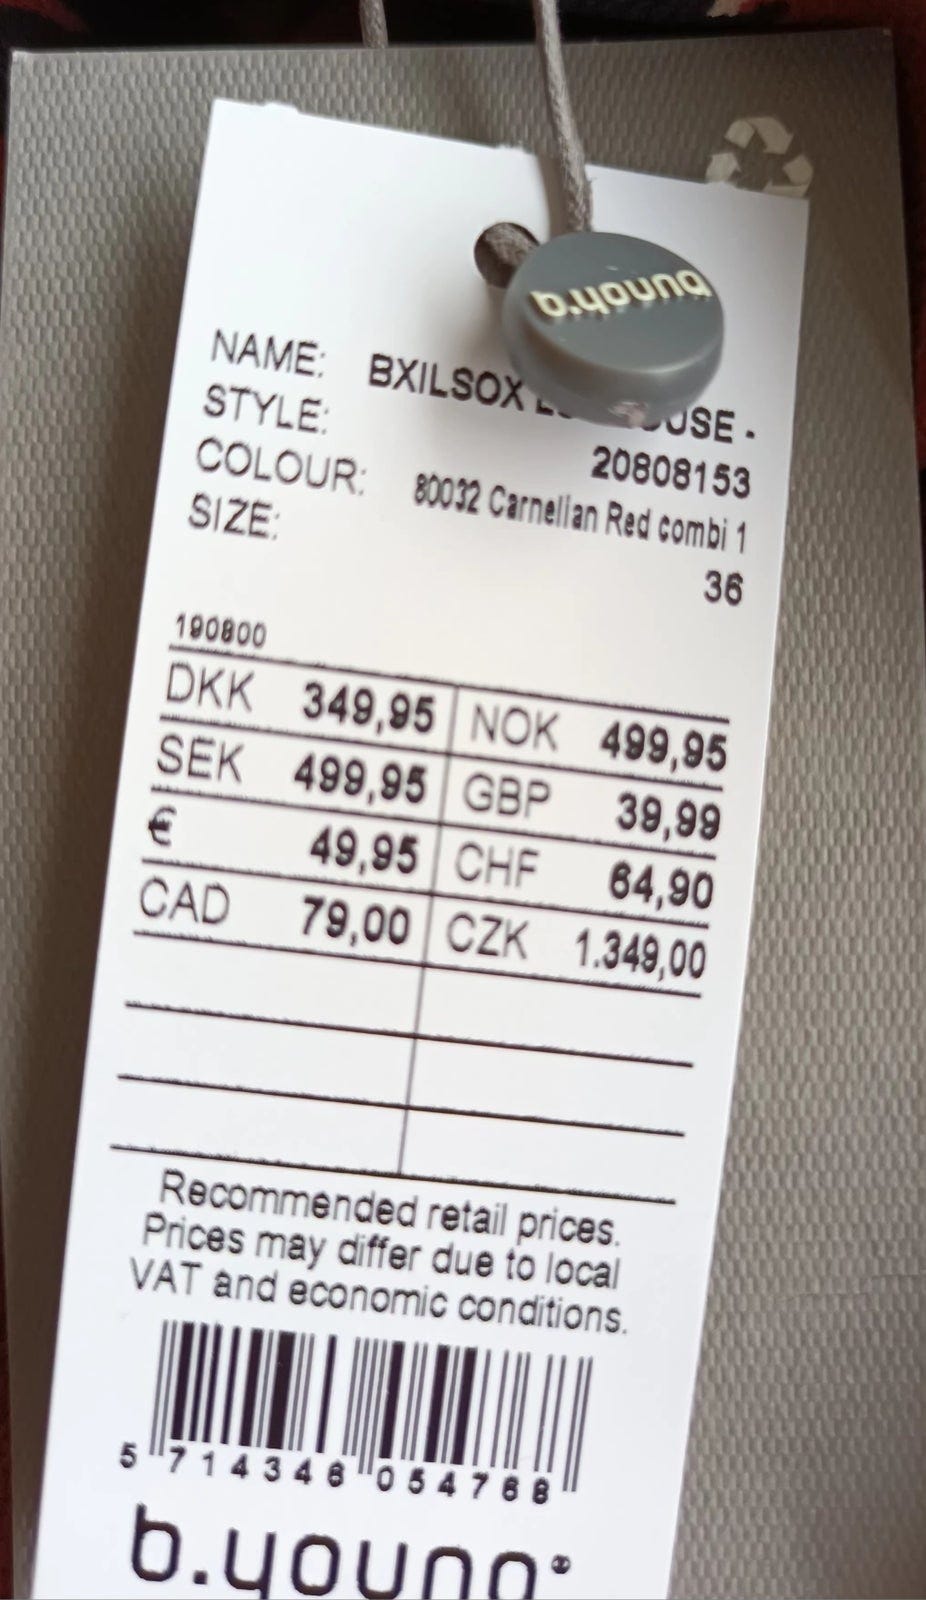 b.young
NAME: BXILSOX -
STYLE: 20808153
COLOUR: 80032 Carnelian Red combi 1
SIZE: 36
190800
DKK 349,95 NOK 499,95
SEK 499,95 GBP 39,99
€ 49,95 CHF 64,90
CAD 79,00 CZK 1.349,00
Recommended retail prices.
Prices may differ due to local
VAT and economic conditions.
5 714346 054768
b.young®